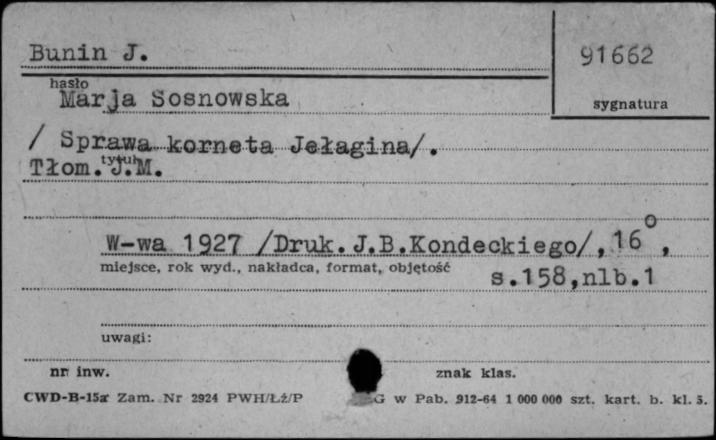 Bunin J.
91662
hasło
Marja Sosnowska
sygnatura
/ Sprawa korneta Jełagina/.
tytuł
Tłom. J.M.
W-wa 1927 /Druk. J.B.Kondeckiego/, 16°,
miejsce, rok wyd., nakładca, format, objętość
s.158,nlb.1
uwagi:
nr inw.
znak klas.
CWD-B-15a Zam. Nr 2924 PWH/Łż/P
G w Pab. 912-64 1 000 000 szt. kart. b. kl. 5.